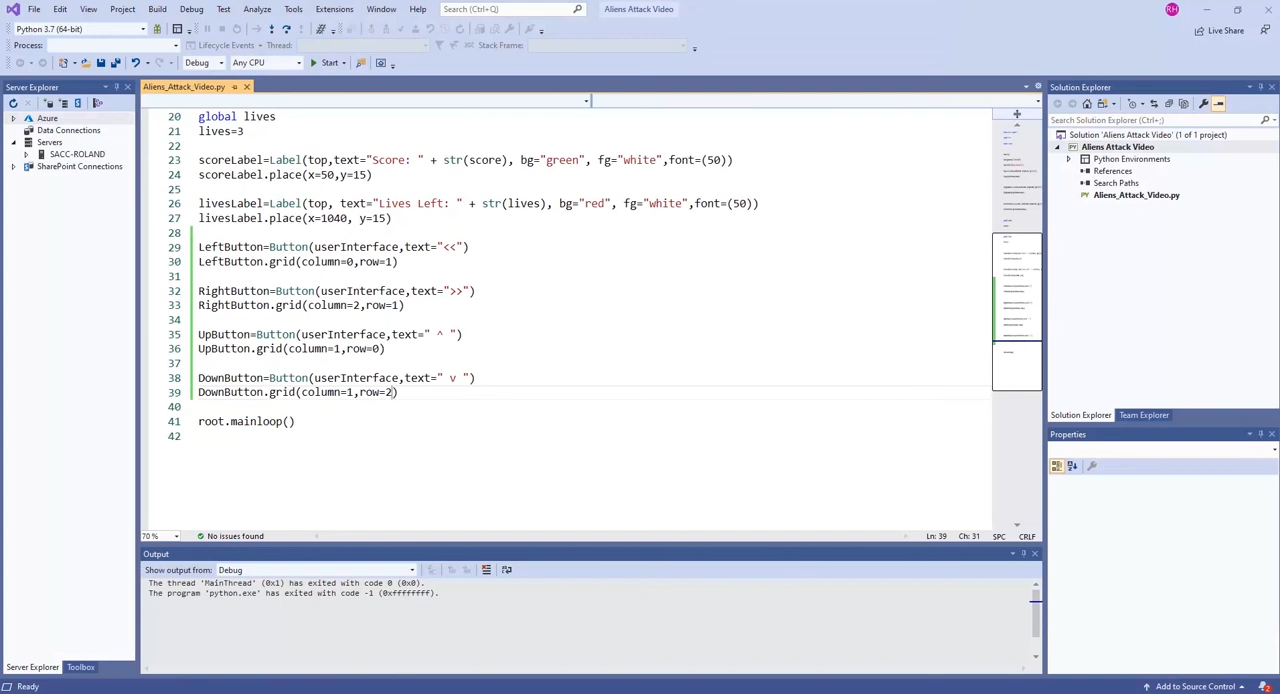 File Edit View Project Build Debug Test Analyze Tools Extensions Window Help Search (Ctrl+Q) Aliens Attack Video RH
Python 3.7 (64-bit) Live Share
Process: Lifecycle Events Thread: Stack Frame:
Debug Any CPU Start
Server Explorer
Azure
Data Connections
Servers
SACC-ROLAND
SharePoint Connections
Aliens_Attack_Video.py
20 global lives
21 lives=3
22
23 scoreLabel=Label(top,text="Score: " + str(score), bg="green", fg="white",font=(50))
24 scoreLabel.place(x=50,y=15)
25
26 livesLabel=Label(top, text="Lives Left: " + str(lives), bg="red", fg="white",font=(50))
27 livesLabel.place(x=1040, y=15)
28
29 LeftButton=Button(userInterface,text="<<")
30 LeftButton.grid(column=0,row=1)
31
32 RightButton=Button(userInterface,text=">>")
33 RightButton.grid(column=2,row=1)
34
35 UpButton=Button(userInterface,text=" ^ ")
36 UpButton.grid(column=1,row=0)
37
38 DownButton=Button(userInterface,text=" v ")
39 DownButton.grid(column=1,row=2)
40
41 root.mainloop()
42
70 % No issues found Ln: 39 Ch: 31 SPC CRLF
Output
Show output from: Debug
The thread 'MainThread' (0x1) has exited with code 0 (0x0).
The program 'python.exe' has exited with code -1 (0xffffffff).
Solution Explorer
Search Solution Explorer (Ctrl+;)
Solution 'Aliens Attack Video' (1 of 1 project)
Aliens Attack Video
Python Environments
References
Search Paths
Aliens_Attack_Video.py
Solution Explorer Team Explorer
Properties
Server Explorer Toolbox
Ready Add to Source Control 2